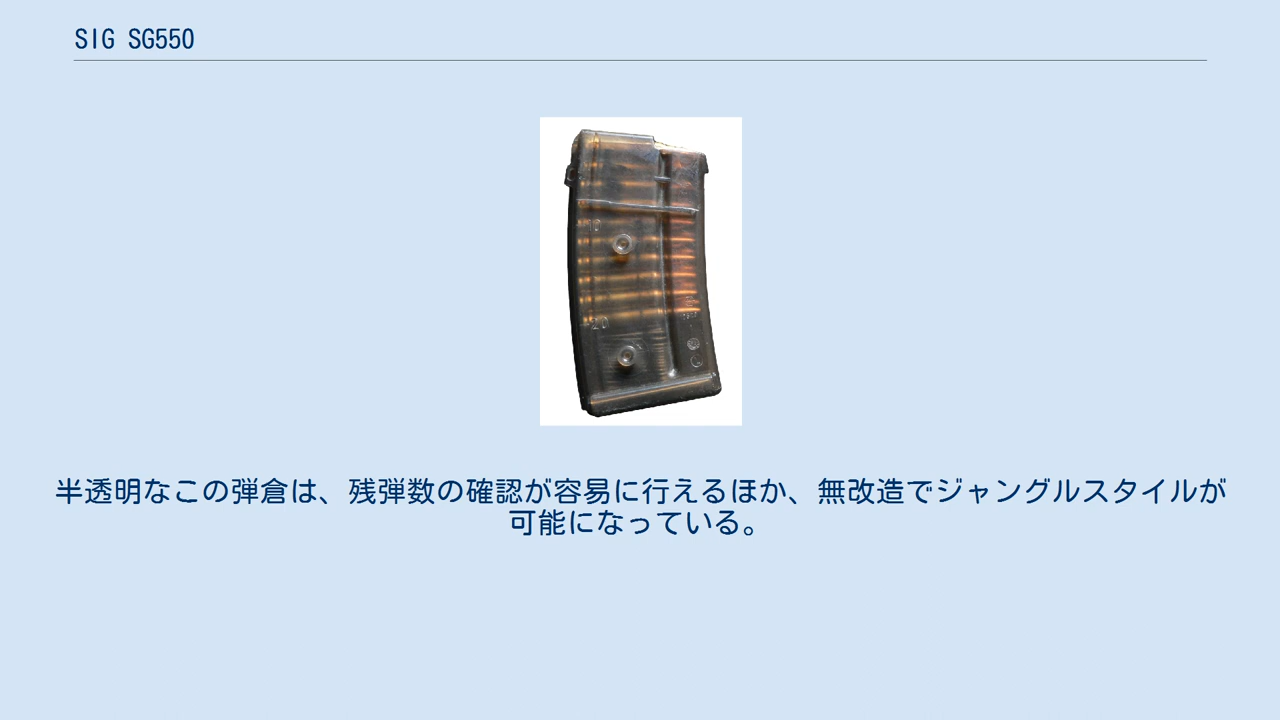 SIG SG550
10
20
半透明なこの弾倉は、残弾数の確認が容易に行えるほか、無改造でジャングルスタイルが
可能になっている。